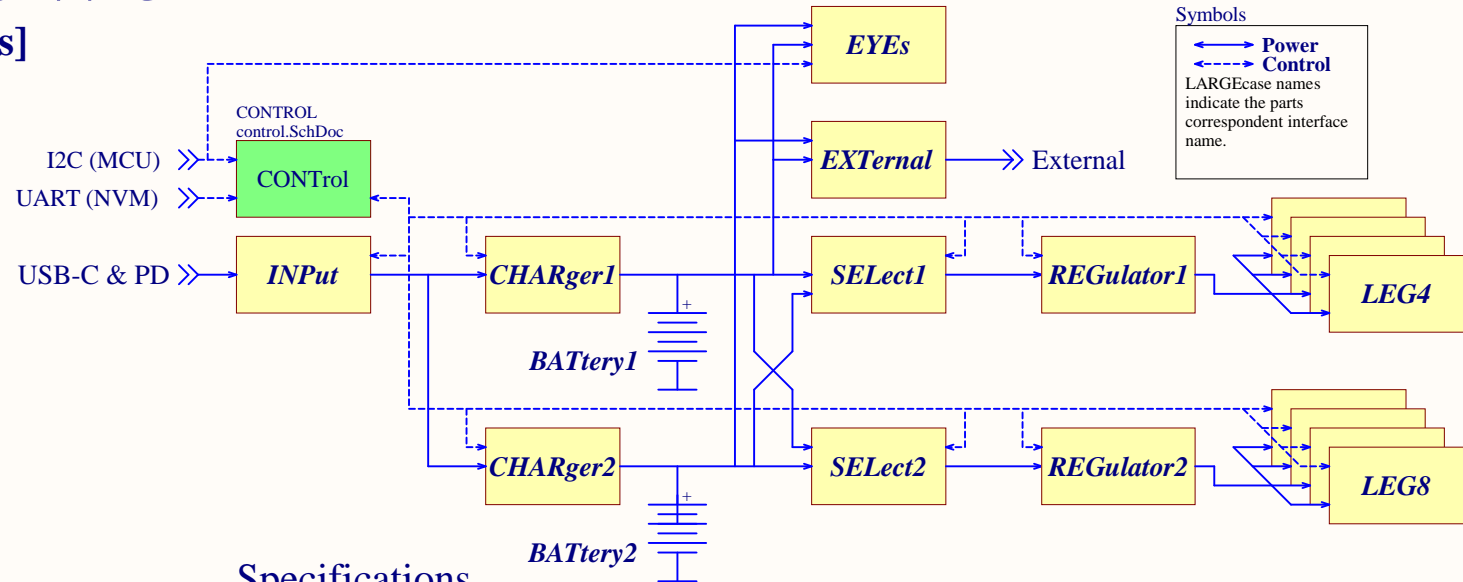 s]
Symbols
Power
Control
LARGEcase names
indicate the parts
correspondent interface
name.
EYEs
CONTROL
control.SchDoc
I2C (MCU)
CONTrol
EXTernal
External
UART (NVM)
USB-C & PD
INPut
CHARger1
SELect1
REGulator1
LEG4
+
BATtery1
CHARger2
SELect2
REGulator2
LEG8
+
BATtery2
Specifications